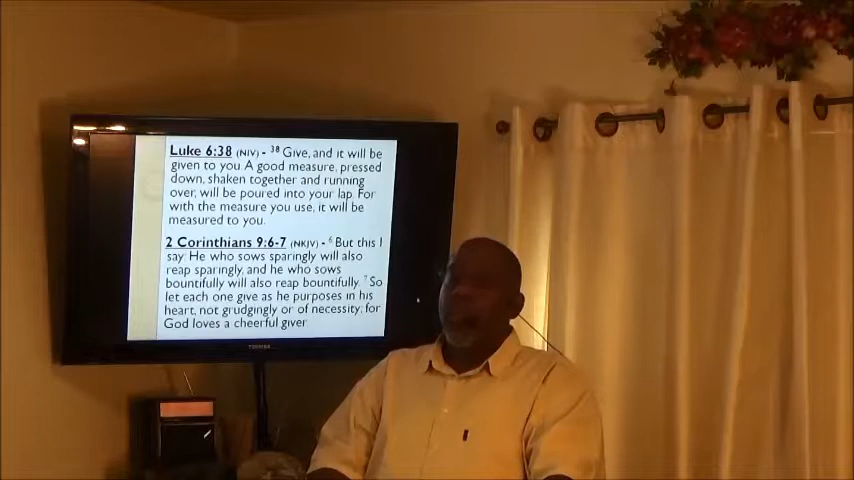 Luke 6:38 (NIV) - 38 Give, and it will be
given to you. A good measure, pressed
down, shaken together and running
over, will be poured into your lap. For
with the measure you use, it will be
measured to you.
2 Corinthians 9:6-7 (NKJV) - 6 But this I
say: He who sows sparingly will also
reap sparingly, and he who sows
bountifully will also reap bountifully. 7 So
let each one give as he purposes in his
heart, not grudgingly or of necessity; for
God loves a cheerful giver
TOSHIBA